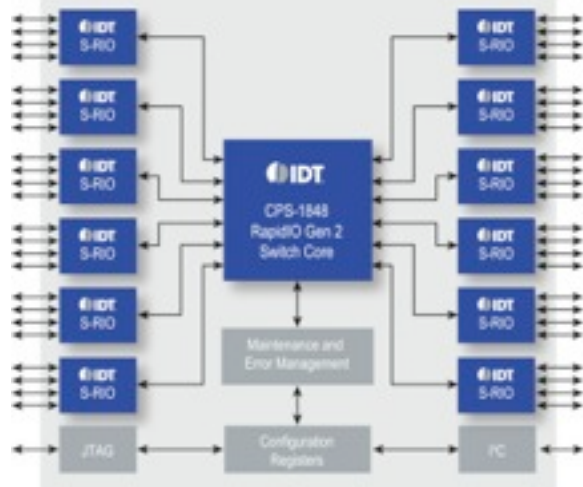 IDT
S-RIO
IDT
S-RIO
IDT
S-RIO
IDT
S-RIO
IDT
S-RIO
IDT
S-RIO
IDT
CPS-1848
RapidIO Gen 2
Switch Core
IDT
S-RIO
IDT
S-RIO
IDT
S-RIO
IDT
S-RIO
IDT
S-RIO
IDT
S-RIO
Maintenance and
Error Management
JTAG
Configuration
Registers
I²C